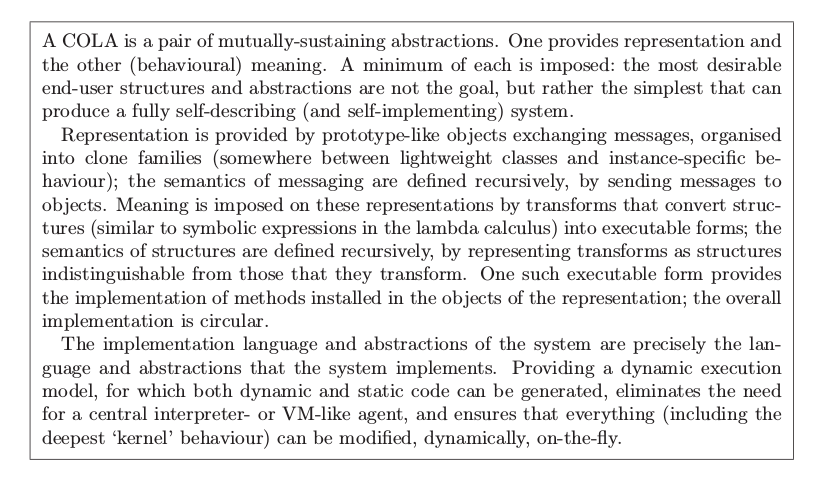 A COLA is a pair of mutually-sustaining abstractions. One provides representation and
the other (behavioural) meaning. A minimum of each is imposed: the most desirable
end-user structures and abstractions are not the goal, but rather the simplest that can
produce a fully self-describing (and self-implementing) system.
Representation is provided by prototype-like objects exchanging messages, organised
into clone families (somewhere between lightweight classes and instance-specific be-
haviour); the semantics of messaging are defined recursively, by sending messages to
objects. Meaning is imposed on these representations by transforms that convert struc-
tures (similar to symbolic expressions in the lambda calculus) into executable forms; the
semantics of structures are defined recursively, by representing transforms as structures
indistinguishable from those that they transform. One such executable form provides
the implementation of methods installed in the objects of the representation; the overall
implementation is circular.
The implementation language and abstractions of the system are precisely the lan-
guage and abstractions that the system implements. Providing a dynamic execution
model, for which both dynamic and static code can be generated, eliminates the need
for a central interpreter- or VM-like agent, and ensures that everything (including the
deepest ‘kernel’ behaviour) can be modified, dynamically, on-the-fly.